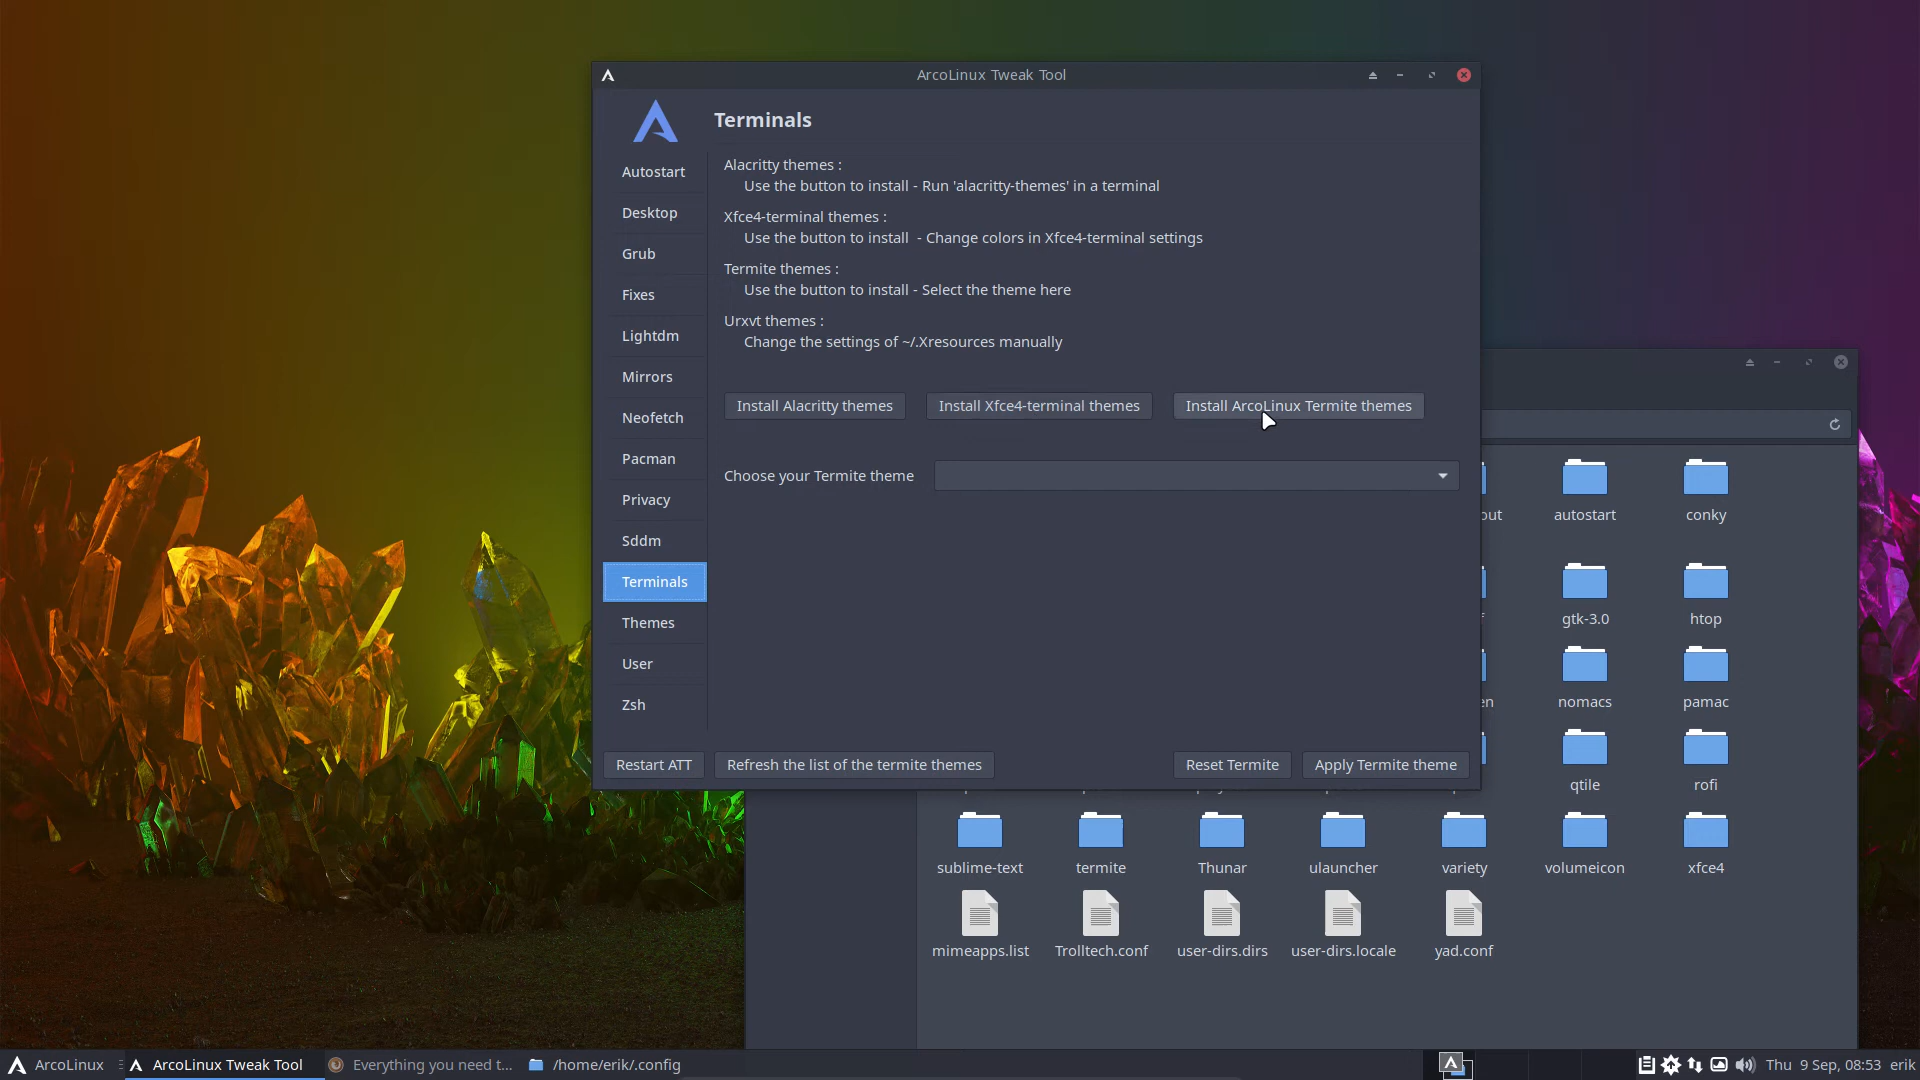 ArcoLinux Tweak Tool
Terminals
Autostart
Desktop
Grub
Fixes
Lightdm
Mirrors
Neofetch
Pacman
Privacy
Sddm
Terminals
Themes
User
Zsh
Alacritty themes :
Use the button to install - Run 'alacritty-themes' in a terminal
Xfce4-terminal themes :
Use the button to install  - Change colors in Xfce4-terminal settings
Termite themes :
Use the button to install - Select the theme here
Urxvt themes :
Change the settings of ~/.Xresources manually
Install Alacritty themes
Install Xfce4-terminal themes
Install ArcoLinux Termite themes
Choose your Termite theme
Restart ATT
Refresh the list of the termite themes
Reset Termite
Apply Termite theme
autostart
conky
gtk-3.0
htop
nomacs
pamac
qtile
rofi
sublime-text
termite
Thunar
ulauncher
variety
volumeicon
xfce4
mimeapps.list
Trolltech.conf
user-dirs.dirs
user-dirs.locale
yad.conf
ArcoLinux
ArcoLinux Tweak Tool
Everything you need t...
/home/erik/.config
Thu  9 Sep, 08:53
erik